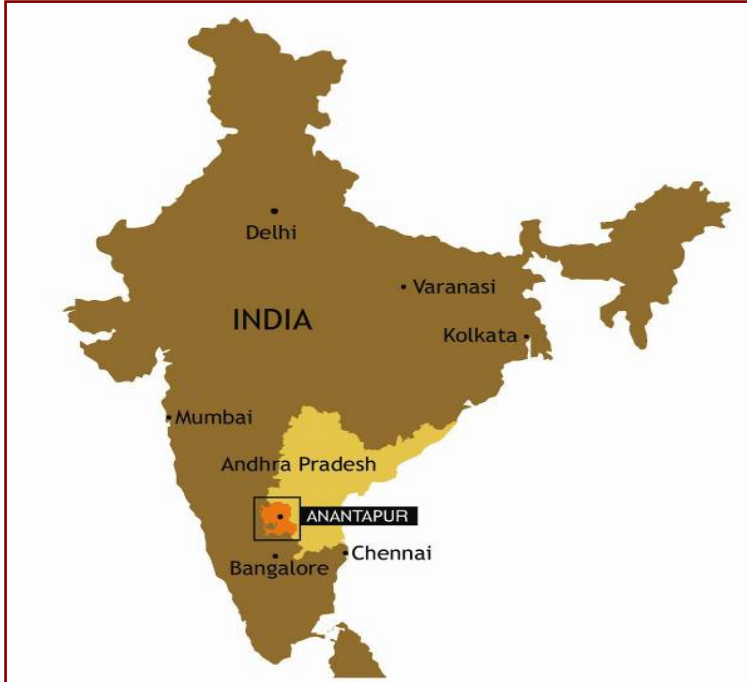 Delhi
Varanasi
INDIA
Kolkata
Mumbai
Andhra Pradesh
ANANTAPUR
Chennai
Bangalore